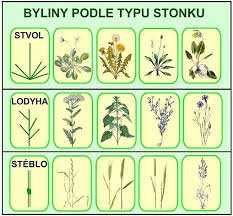 BYLINY PODLE TYPU STONKU
STVOL
LODYHA
STÉBLO